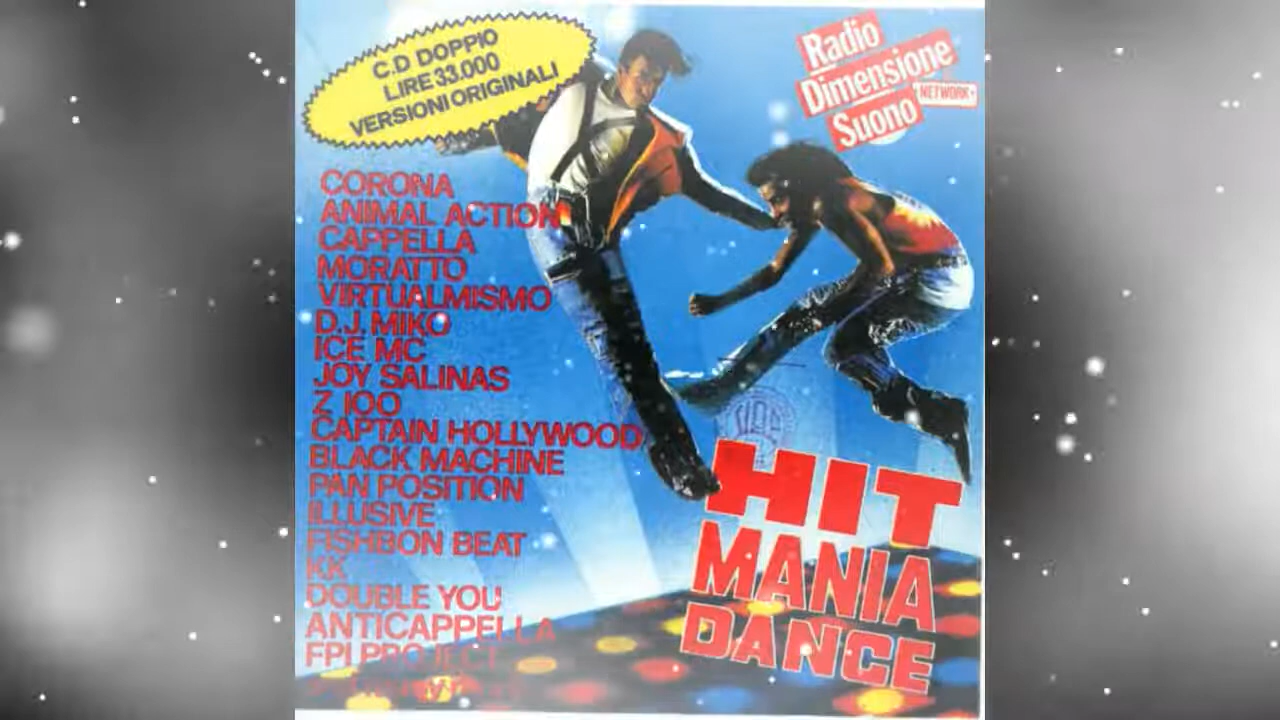 C.D DOPPIO
LIRE 33.000
VERSIONI ORIGINALI
Radio
Dimensione
Suono
NETWORK
CORONA
ANIMAL ACTION
CAPPELLA
MORATTO
VIRTUALMISMO
D.J. MIKO
ICE MC
JOY SALINAS
Z 100
CAPTAIN HOLLYWOOD
BLACK MACHINE
PAN POSITION
ILLUSIVE
FISHBON BEAT
KK
DOUBLE YOU
ANTICAPPELLA
FPI PROJECT
HIT
MANIA
DANCE